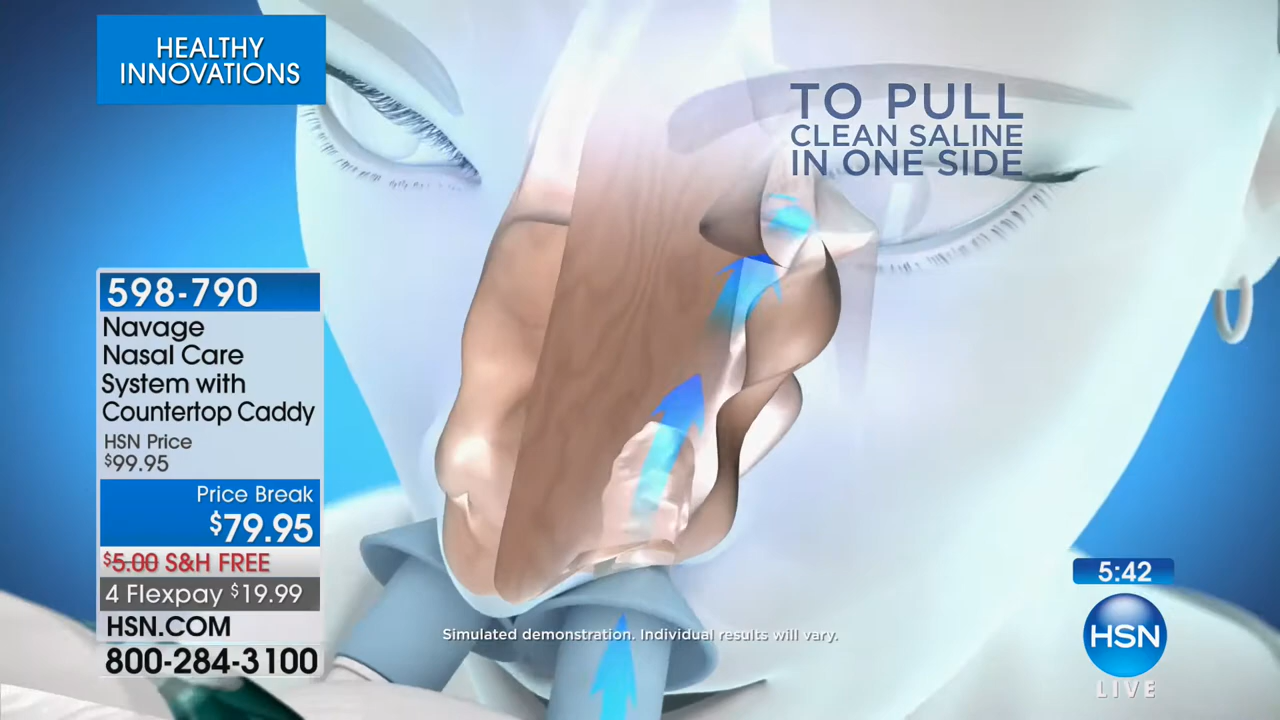 HEALTHY
INNOVATIONS
TO PULL
CLEAN SALINE
IN ONE SIDE
598-790
Navage
Nasal Care
System with
Countertop Caddy
HSN Price
$99.95
Price Break
$79.95
$5.00 S&H FREE
4 Flexpay $19.99
HSN.COM
800-284-3100
Simulated demonstration. Individual results will vary.
5:42
HSN
LIVE